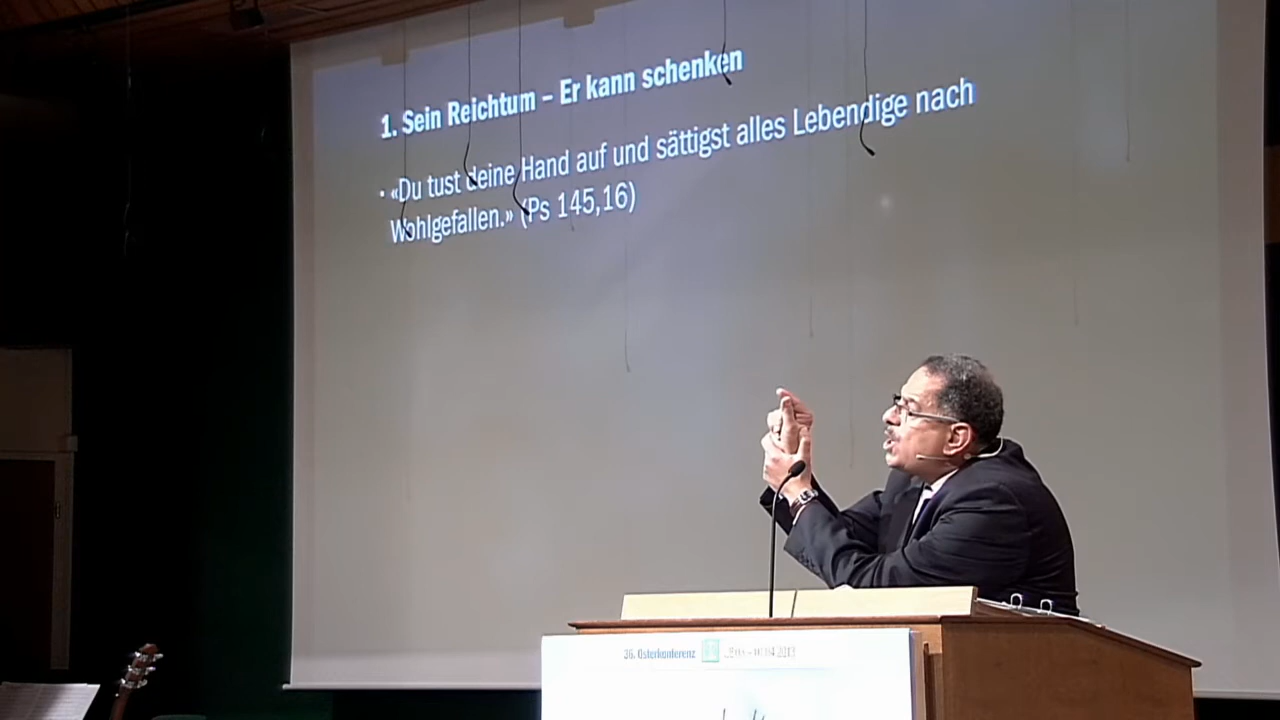 1. Sein Reichtum – Er kann schenken
• «Du tust deine Hand auf und sättigst alles Lebendige nach
Wohlgefallen.» (Ps 145,16)
36. Osterkonferenz